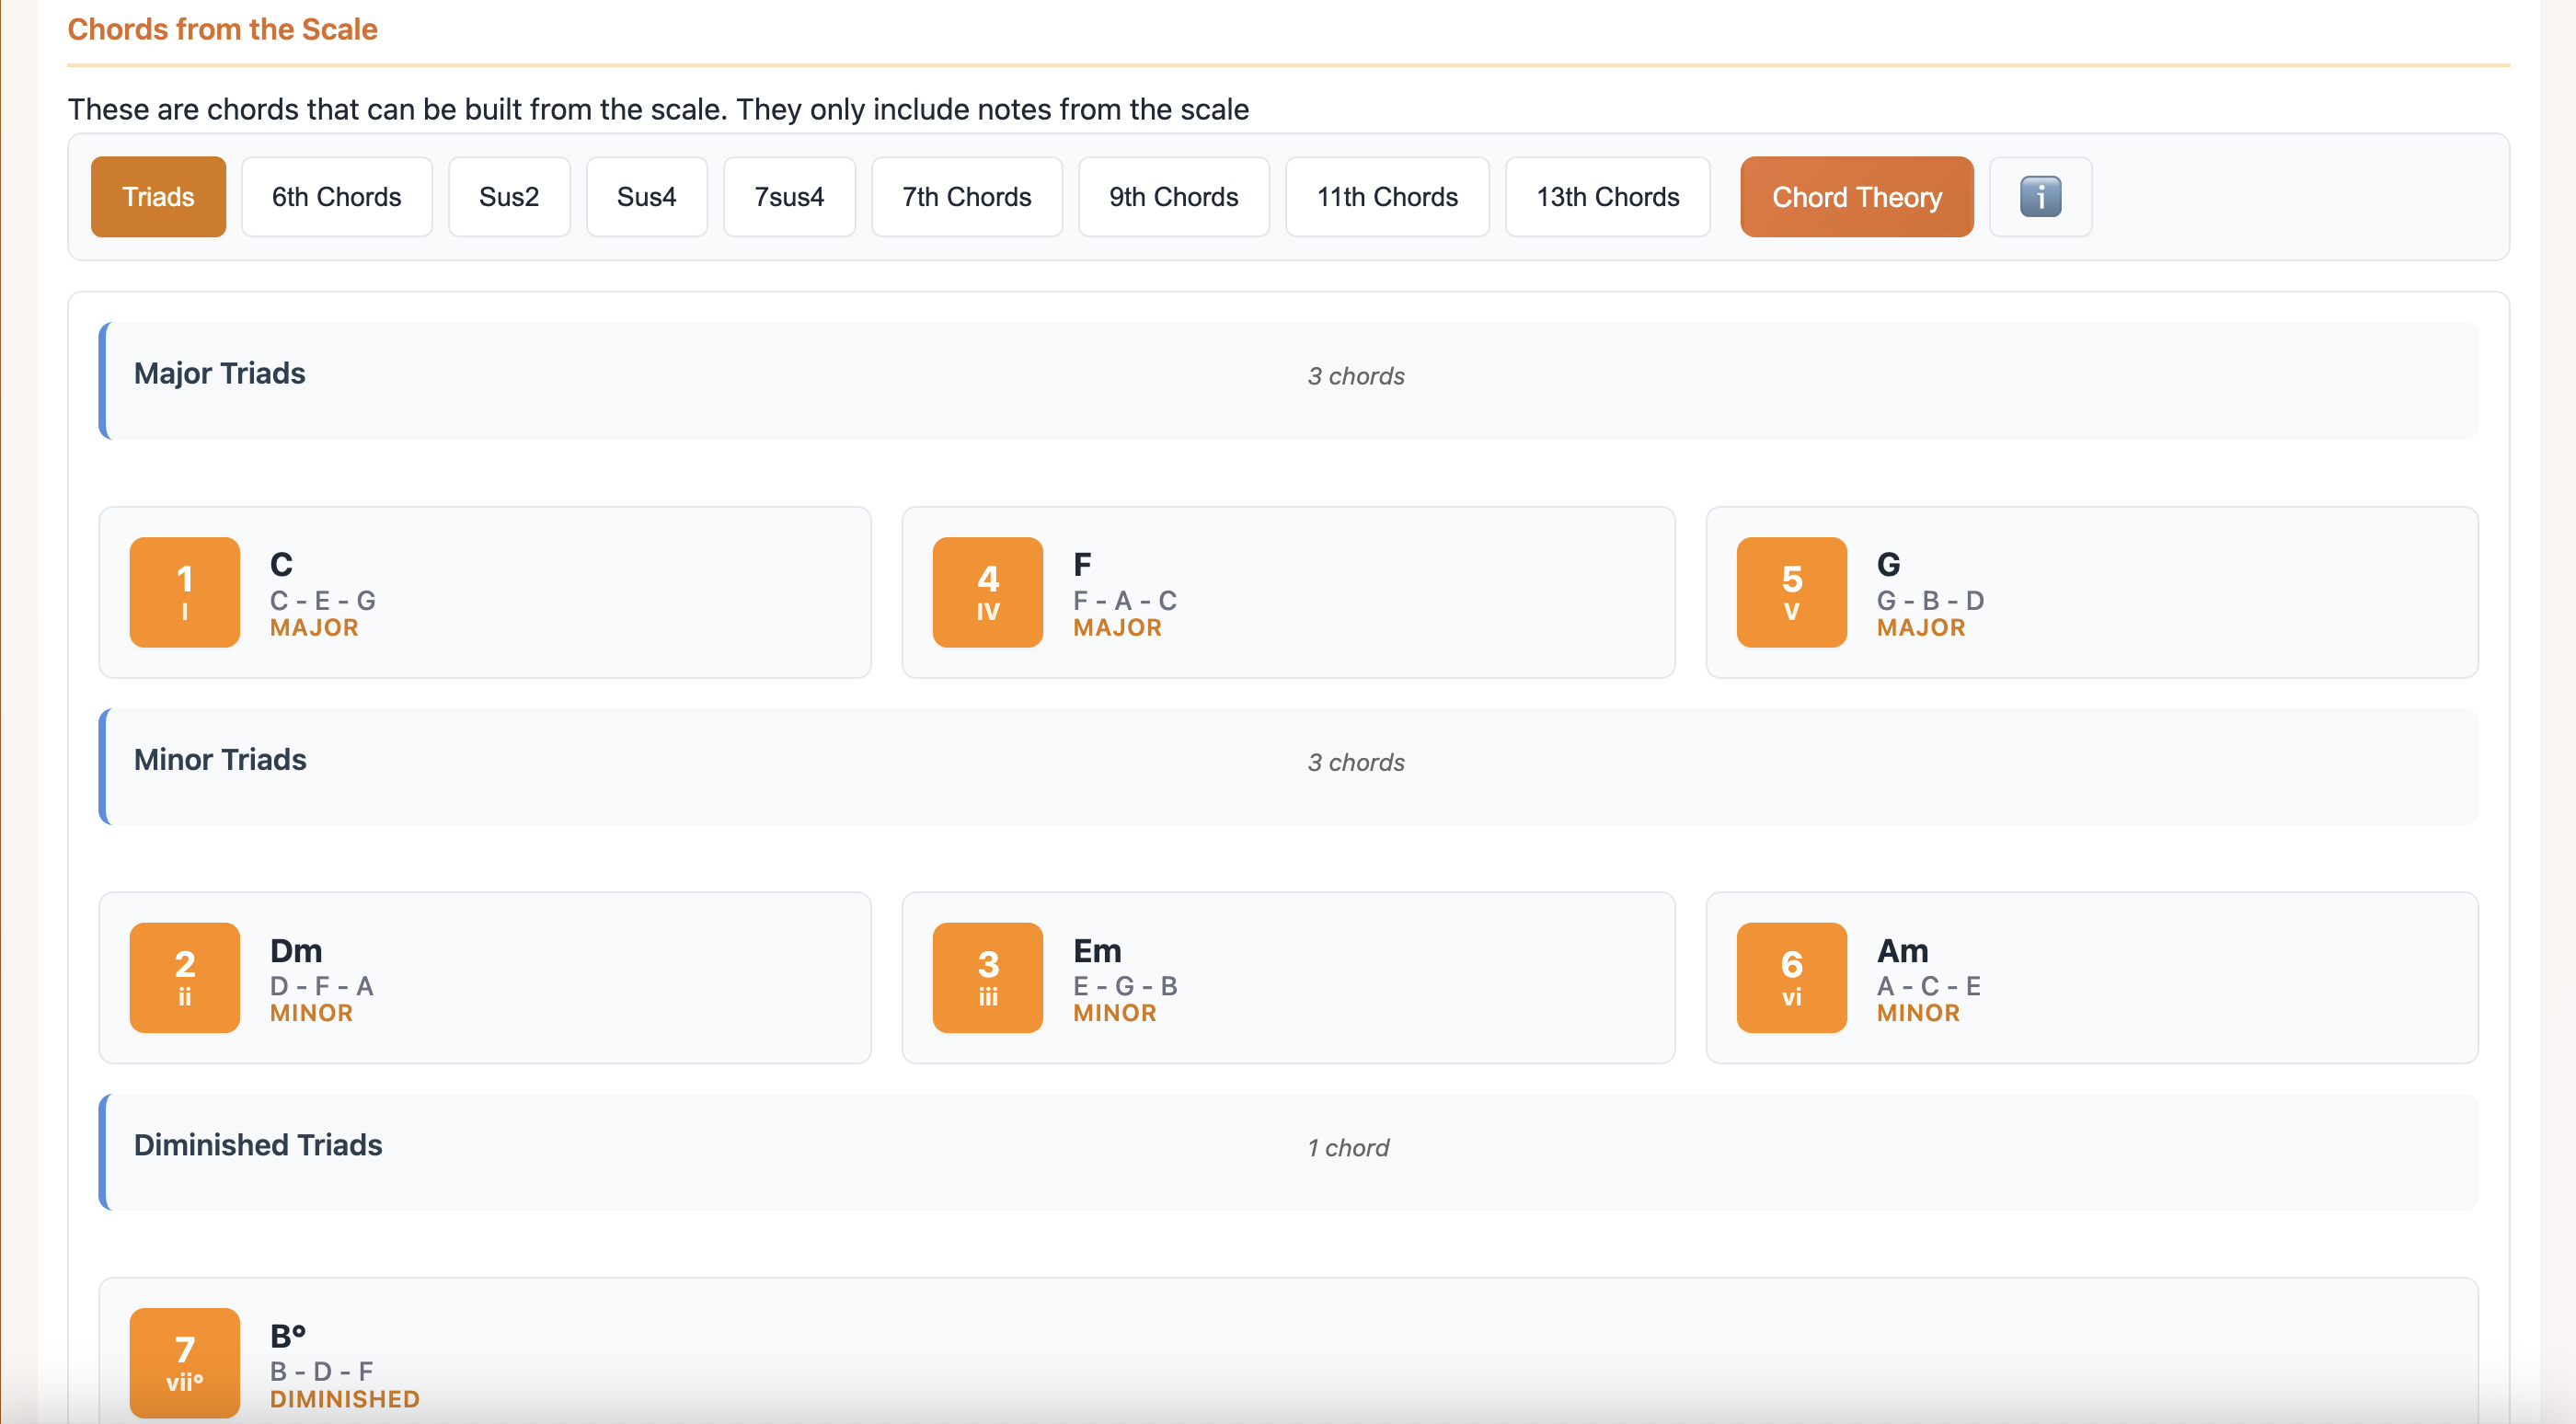 Chords from the Scale
These are chords that can be built from the scale. They only include notes from the scale
Triads 6th Chords Sus2 Sus4 7sus4 7th Chords 9th Chords 11th Chords 13th Chords Chord Theory i
Major Triads 3 chords
1 I C C - E - G MAJOR
4 IV F F - A - C MAJOR
5 V G G - B - D MAJOR
Minor Triads 3 chords
2 ii Dm D - F - A MINOR
3 iii Em E - G - B MINOR
6 vi Am A - C - E MINOR
Diminished Triads 1 chord
7 vii° B° B - D - F DIMINISHED